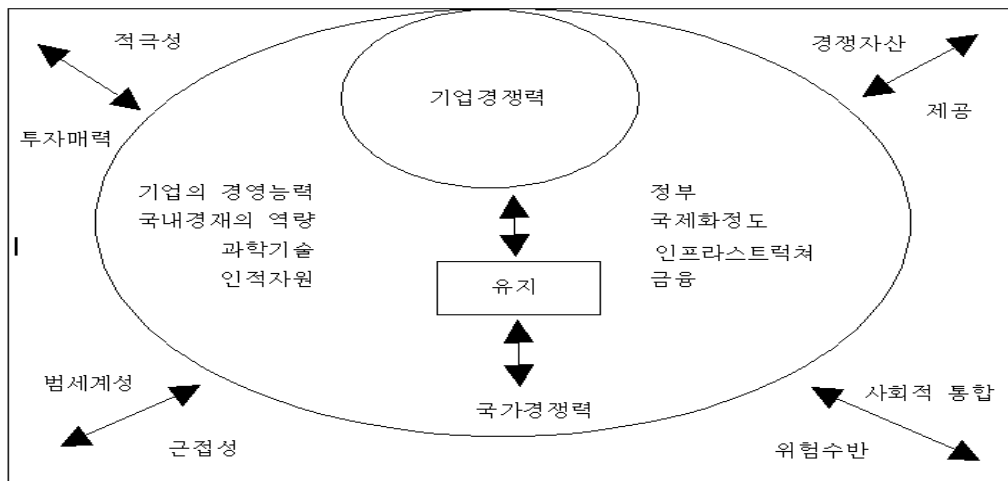 적극성
경쟁자산
기업경쟁력
제공
투자매력
기업의 경영능력
국내경재의 역량
과학기술
인적자원
정부
국제화정도
인프라스트럭쳐
금융
유지
범세계성
국가경쟁력
사회적 통합
근접성
위험수반